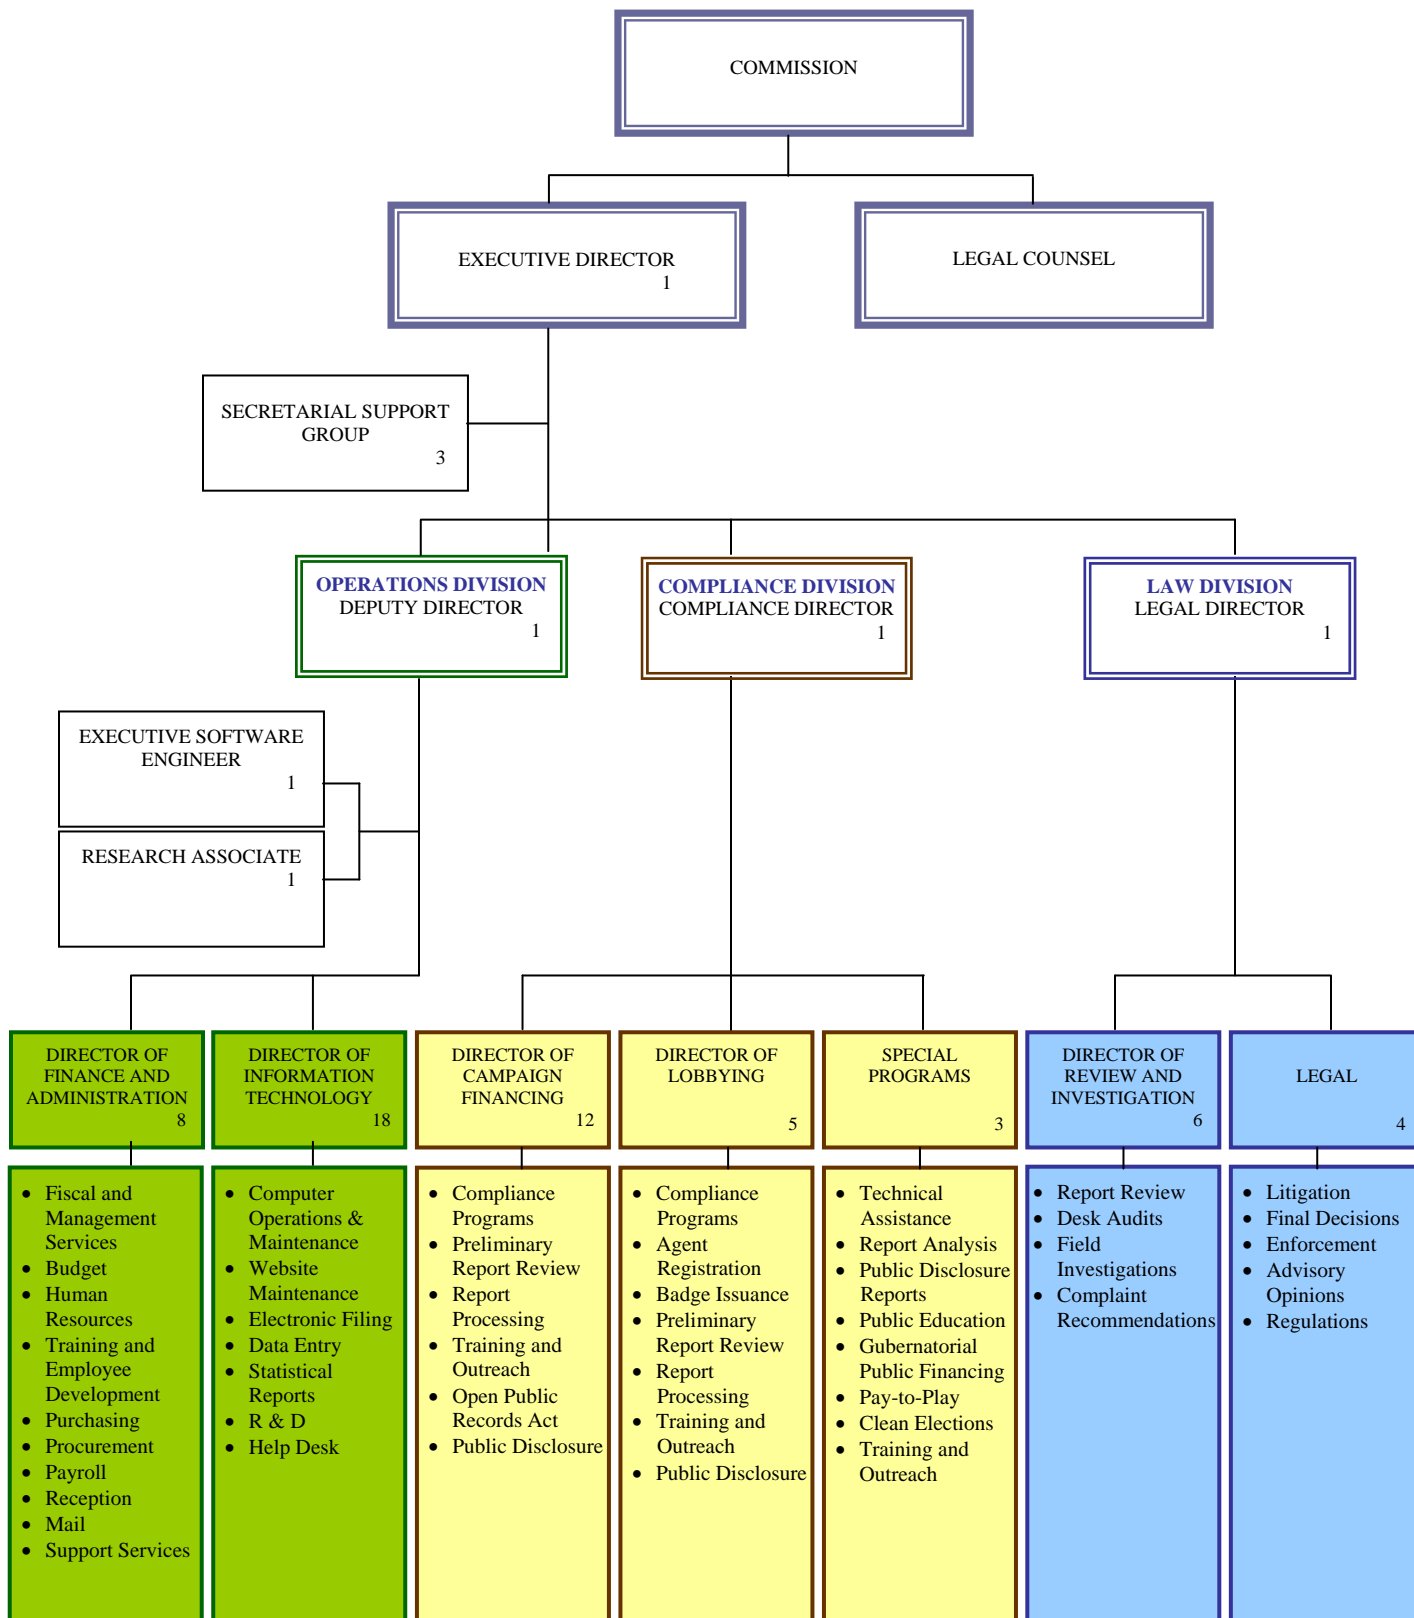 COMMISSION
EXECUTIVE DIRECTOR
1
LEGAL COUNSEL
SECRETARIAL SUPPORT
GROUP
3
OPERATIONS DIVISION
DEPUTY DIRECTOR
1
COMPLIANCE DIVISION
COMPLIANCE DIRECTOR
1
LAW DIVISION
LEGAL DIRECTOR
1
EXECUTIVE SOFTWARE
ENGINEER
1
RESEARCH ASSOCIATE
1
DIRECTOR OF
FINANCE AND
ADMINISTRATION
8
DIRECTOR OF
INFORMATION
TECHNOLOGY
18
DIRECTOR OF
CAMPAIGN
FINANCING
12
DIRECTOR OF
LOBBYING
5
SPECIAL
PROGRAMS
3
DIRECTOR OF
REVIEW AND
INVESTIGATION
6
LEGAL
4
• Fiscal and
Management
Services
• Budget
• Human
Resources
• Training and
Employee
Development
• Purchasing
• Procurement
• Payroll
• Reception
• Mail
• Support Services
• Computer
Operations &
Maintenance
• Website
Maintenance
• Electronic Filing
• Data Entry
• Statistical
Reports
• R & D
• Help Desk
• Compliance
Programs
• Preliminary
Report Review
• Report
Processing
• Training and
Outreach
• Open Public
Records Act
• Public Disclosure
• Compliance
Programs
• Agent
Registration
• Badge Issuance
• Preliminary
Report Review
• Report
Processing
• Training and
Outreach
• Public Disclosure
• Technical
Assistance
• Report Analysis
• Public Disclosure
Reports
• Public Education
• Gubernatorial
Public Financing
• Pay-to-Play
• Clean Elections
• Training and
Outreach
• Report Review
• Desk Audits
• Field
Investigations
• Complaint
Recommendations
• Litigation
• Final Decisions
• Enforcement
• Advisory
Opinions
• Regulations